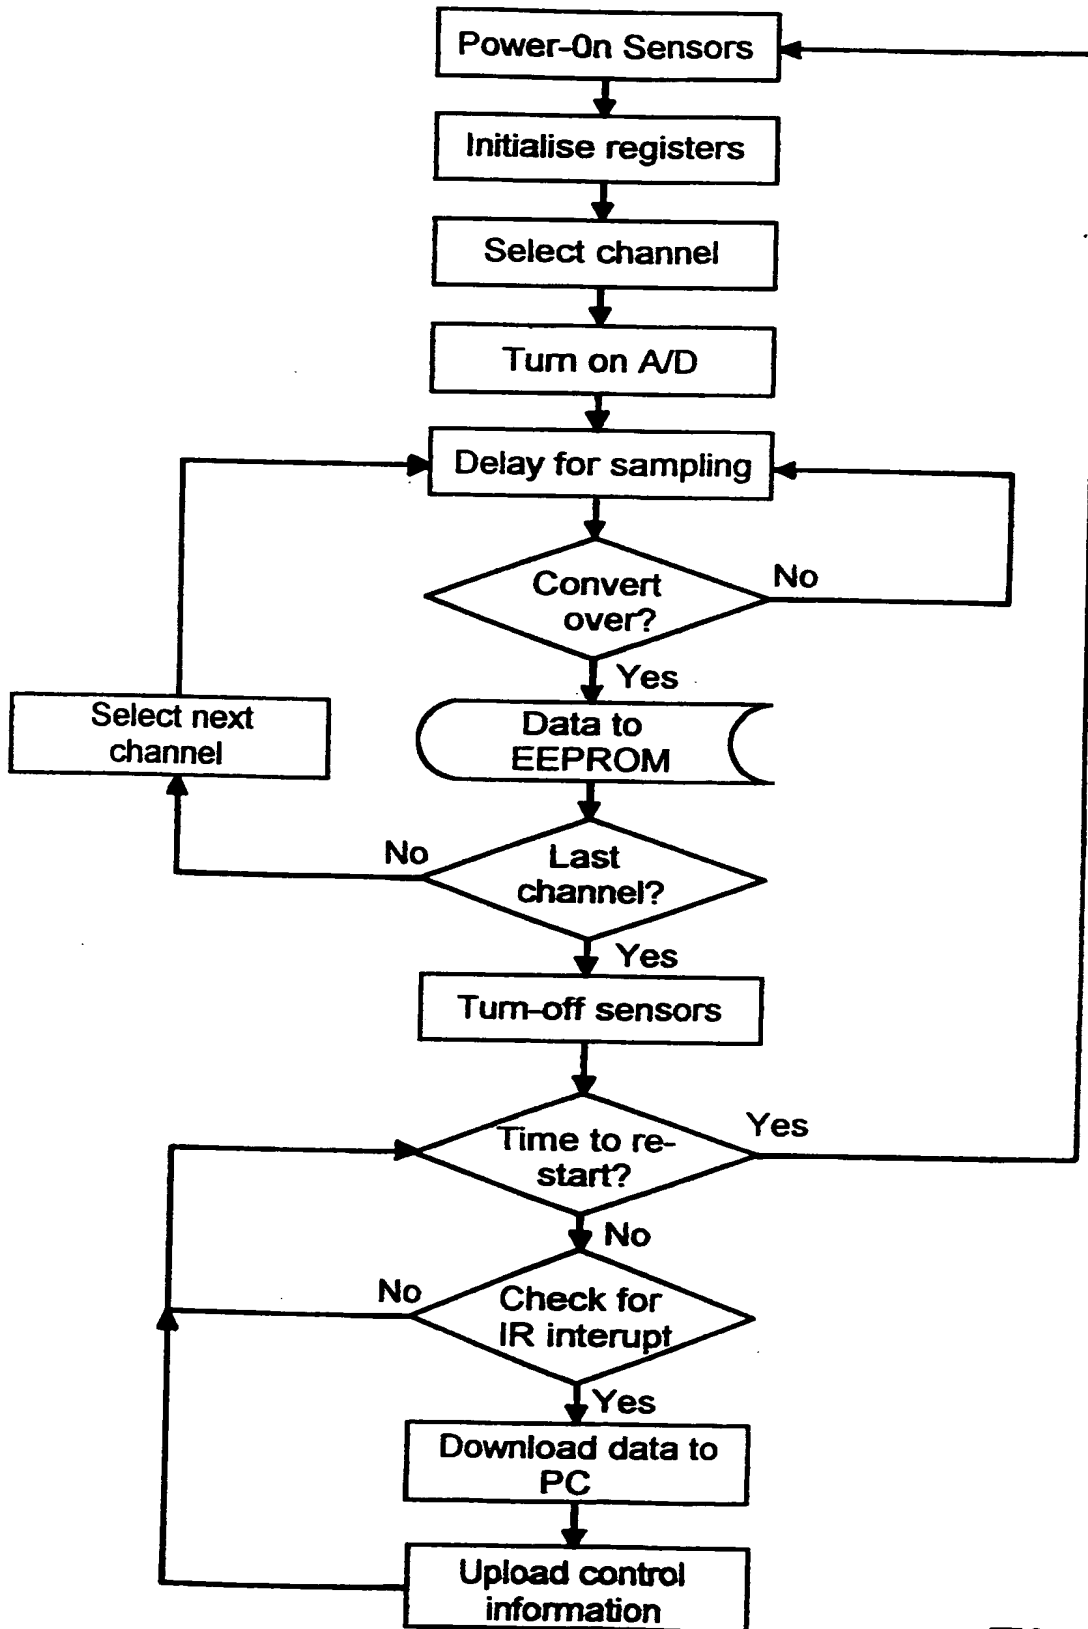 Power-On Sensors
Initialise registers
Select channel
Turn on A/D
Delay for sampling
Convert
over?
No
Yes
Select next
channel
Data to
EEPROM
No
Last
channel?
Yes
Turn-off sensors
Time to re-
start?
Yes
No
No
Check for
IR interupt
Yes
Download data to
PC
Upload control
information